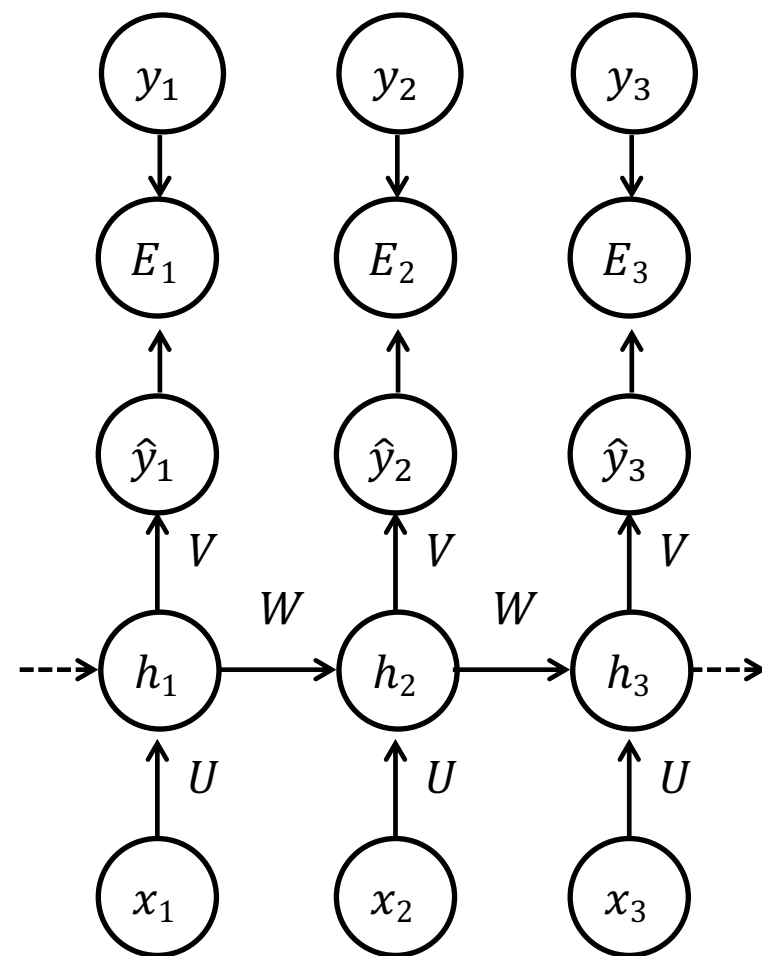 y₁ y₂ y₃
E₁ E₂ E₃
ŷ₁ ŷ₂ ŷ₃
V V V
W W
h₁ h₂ h₃
U U U
x₁ x₂ x₃